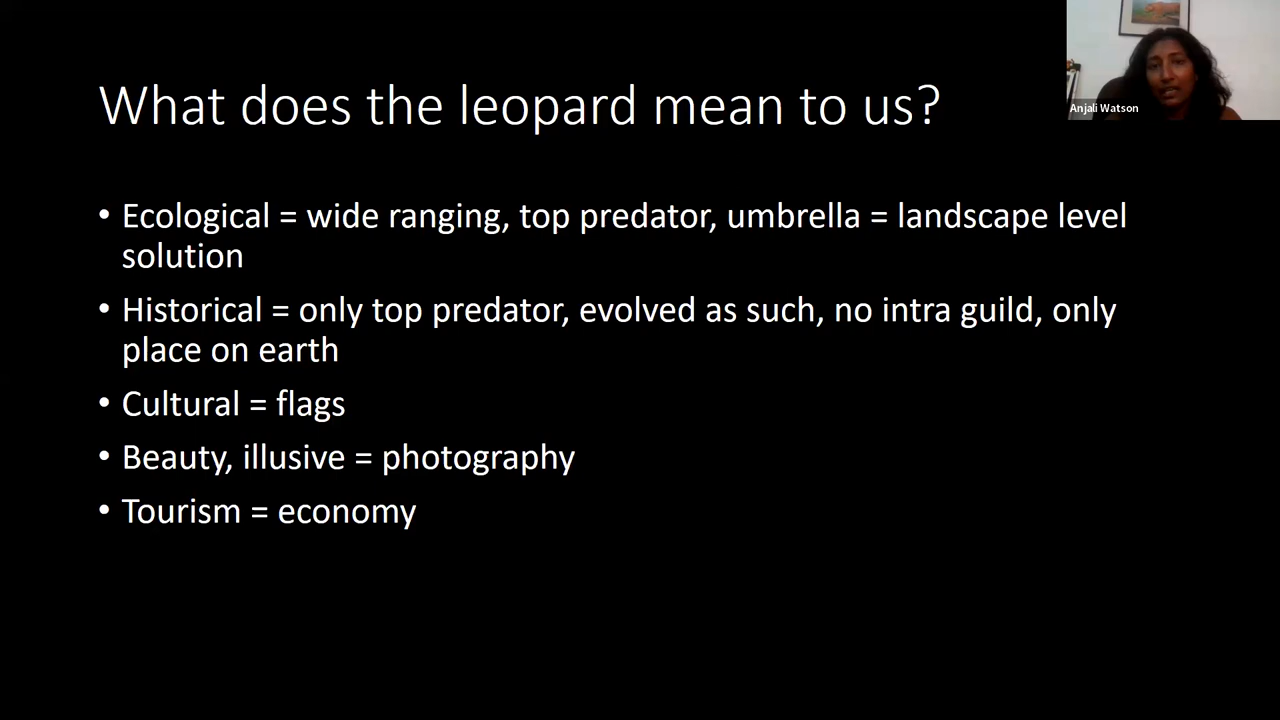 What does the leopard mean to us?
Anjali Watson
• Ecological = wide ranging, top predator, umbrella = landscape level
solution
• Historical = only top predator, evolved as such, no intra guild, only
place on earth
• Cultural = flags
• Beauty, illusive = photography
• Tourism = economy